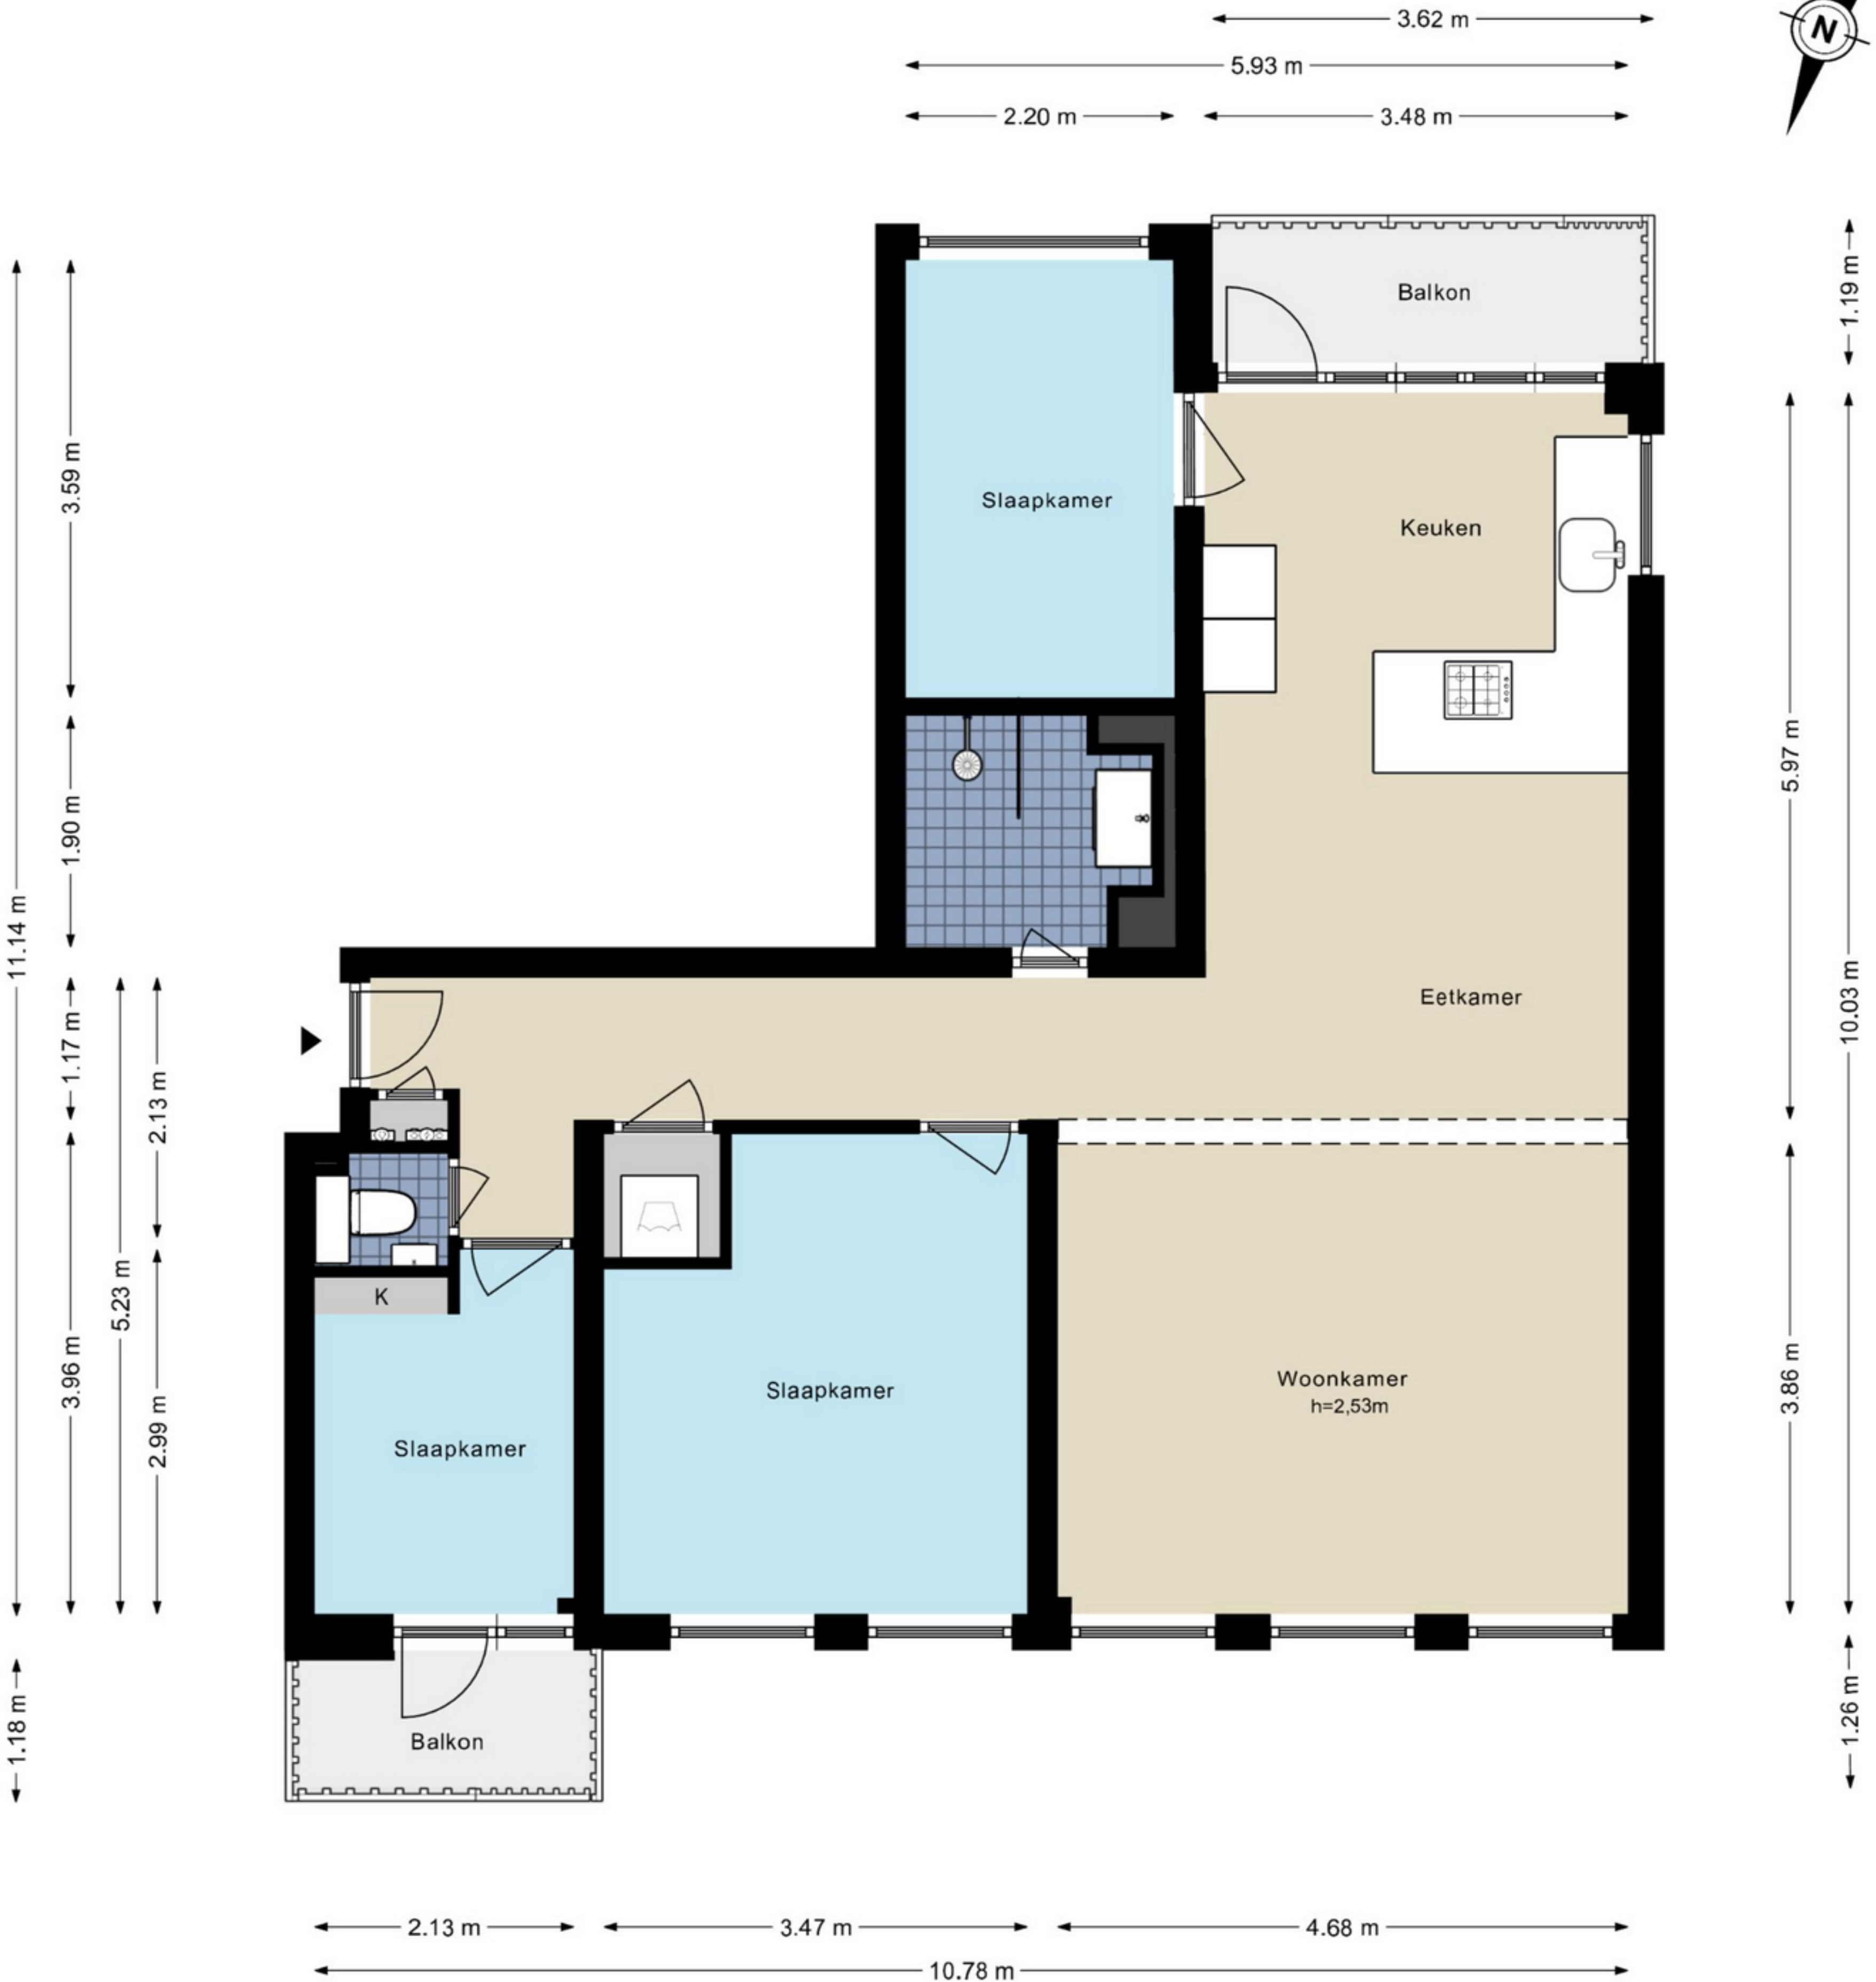 3.62 m
N
5.93 m
2.20 m
3.48 m
1.19 m
Balkon
3.59 m
Slaapkamer
Keuken
5.97 m
1.90 m
11.14 m
Eetkamer
10.03 m
1.17 m
2.13 m
5.23 m
K
3.96 m
Slaapkamer
Woonkamer
h=2,53m
3.86 m
2.99 m
Slaapkamer
1.18 m
Balkon
1.26 m
2.13 m
3.47 m
4.68 m
10.78 m